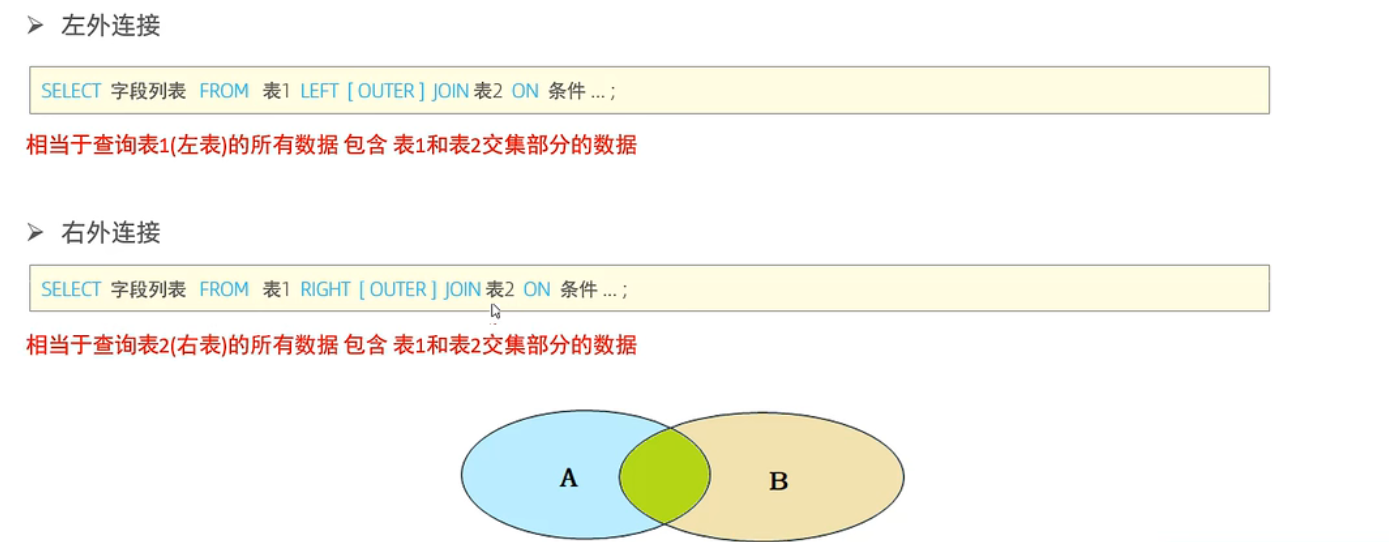 ➢ 左外连接
SELECT 字段列表 FROM 表1 LEFT [ OUTER ] JOIN 表2 ON 条件 ... ;
相当于查询表1(左表)的所有数据 包含 表1和表2交集部分的数据
➢ 右外连接
SELECT 字段列表 FROM 表1 RIGHT [ OUTER ] JOIN 表2 ON 条件 ... ;
相当于查询表2(右表)的所有数据 包含 表1和表2交集部分的数据
A B